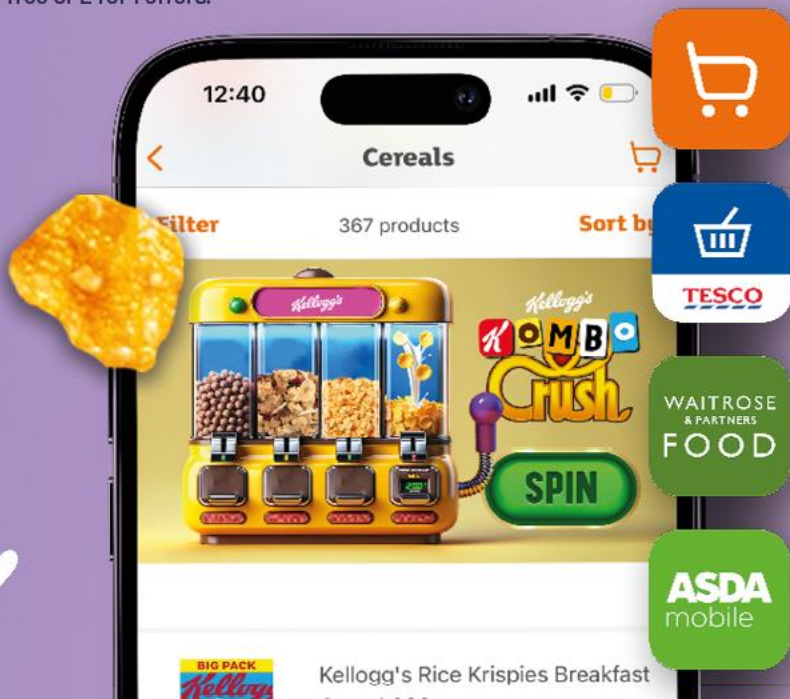 12:40
Cereals
Filter
367 products
Sort by
Kellogg's
Kellogg's
KOMBO
Crush
SPIN
TESCO
WAITROSE
& PARTNERS
FOOD
ASDA
mobile
BIG PACK
Kellogg's Rice Krispies Breakfast